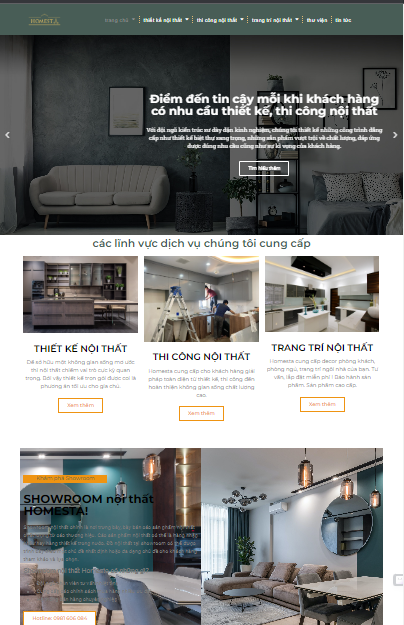 HOMESTA
trang chủ
thiết kế nội thất
thi công nội thất
trang trí nội thất
thư viện
tin tức
Điểm đến tin cậy mỗi khi khách hàng
có nhu cầu thiết kế, thi công nội thất
Với đội ngũ kiến trúc sư dày dặn kinh nghiệm, chúng tôi thiết kế những công trình đẳng
cấp như thiết kế biệt thự sang trọng, những sản phẩm vượt trội về chất lượng, đáp ứng
được đúng nhu cầu cũng như sự kì vọng của khách hàng.
Tìm hiểu thêm
các lĩnh vực dịch vụ chúng tôi cung cấp
THIẾT KẾ NỘI THẤT
Để sở hữu một không gian sống mơ ước
thì nội thất chiếm vai trò cực kỳ quan
trọng. Bởi vậy thiết kế trọn gói được coi là
phương án tối ưu cho gia chủ.
Xem thêm
THI CÔNG NỘI THẤT
Homesta cung cấp cho khách hàng giải
pháp toàn diện từ thiết kế, thi công đến
hoàn thiện không gian sống chất lượng
cao.
Xem thêm
TRANG TRÍ NỘI THẤT
Homesta cung cấp decor phòng khách,
phòng ngủ, trang trí ngôi nhà của bạn. Tư
vấn, lắp đặt miễn phí ! Bảo hành sản
phẩm. Sản phẩm cao cấp.
Xem thêm
Khám phá Showroom
SHOWROOM nội thất
HOMESTA!
Hotline: 0961 606 084